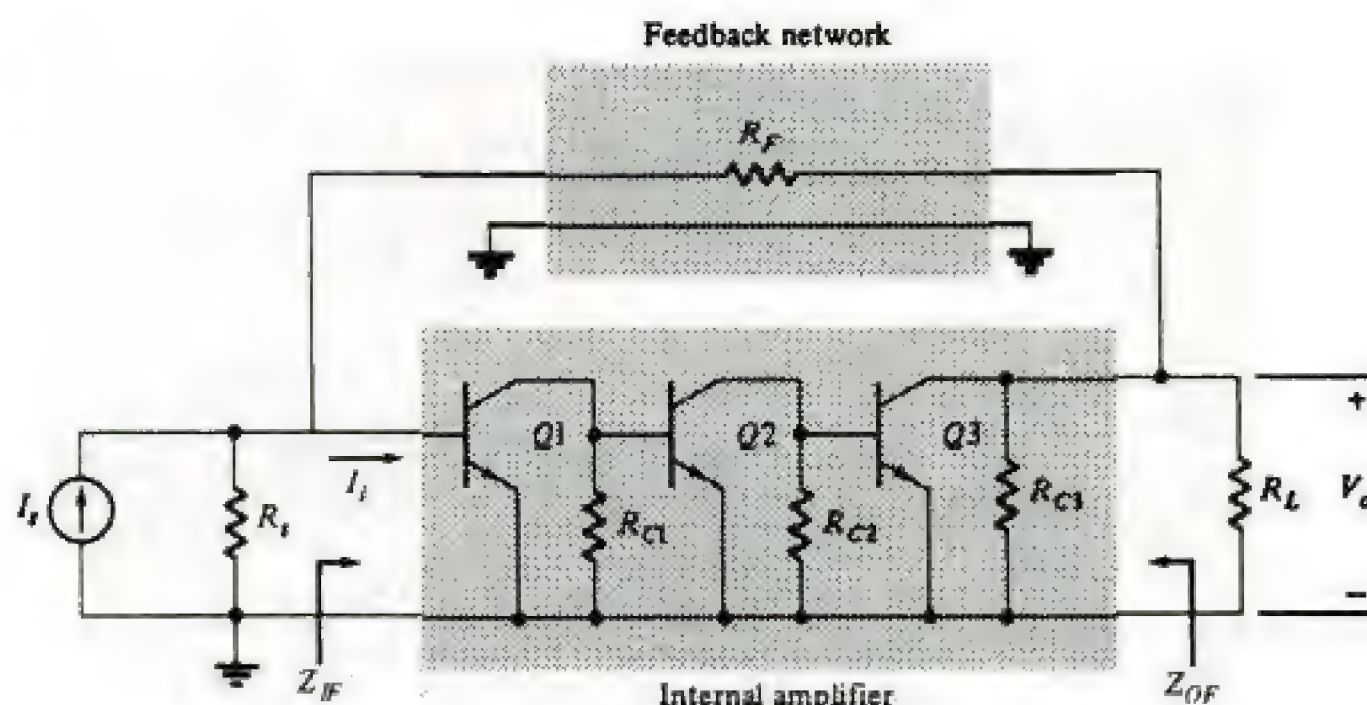 Feedback network
R_F
Q1
Q2
Q3
I_i
I_s
R_s
R_C1
R_C2
R_C3
R_L
+
V_o
−
Z_IF
Z_OF
Internal amplifier